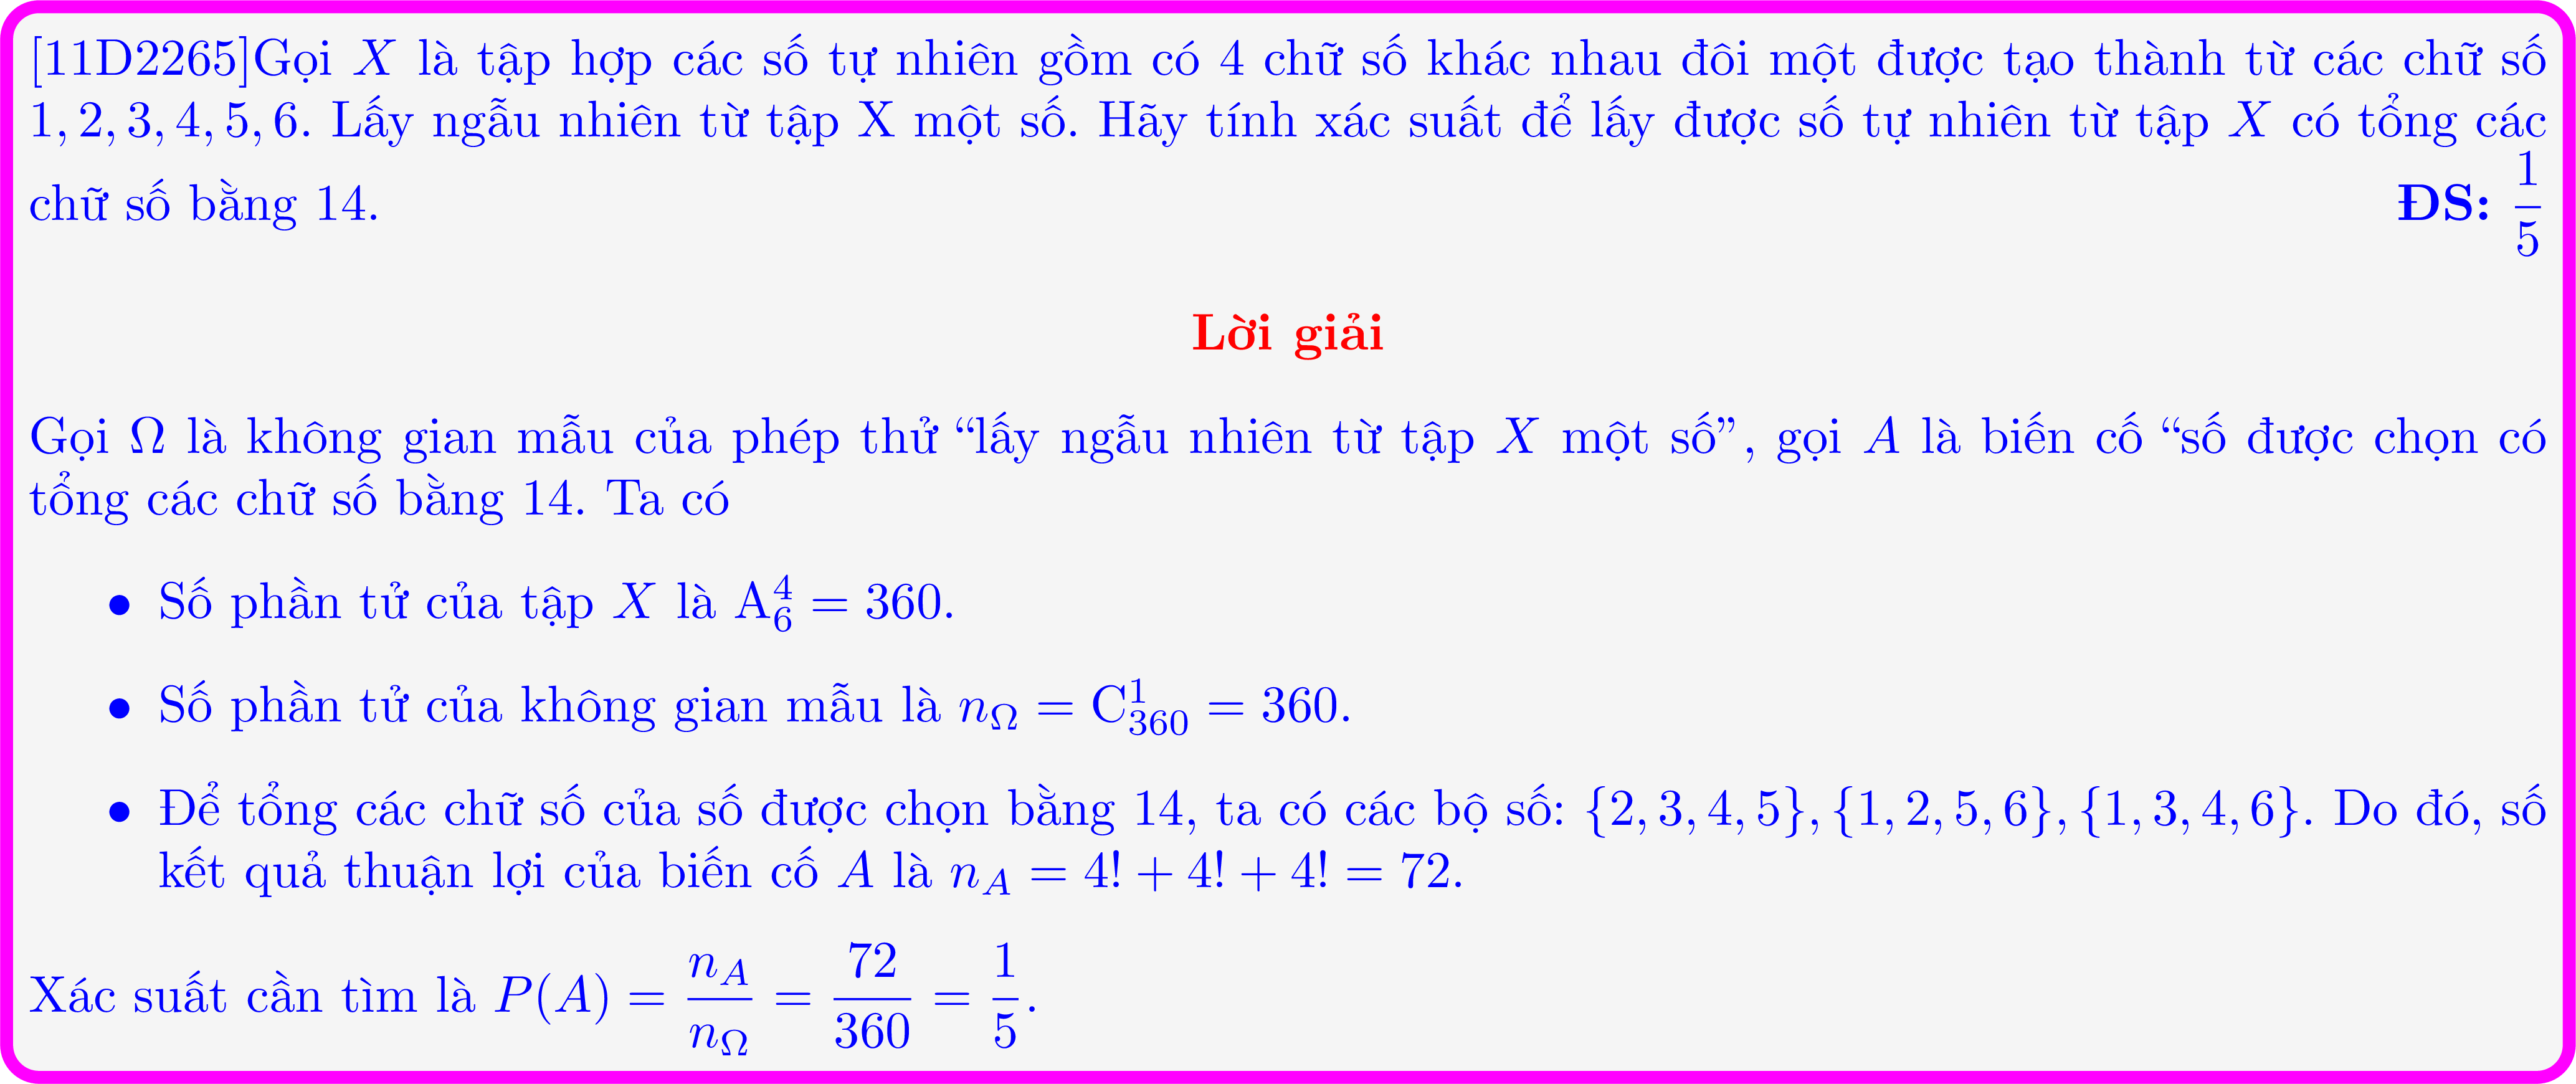 [11D2265]Gọi X là tập hợp các số tự nhiên gồm có 4 chữ số khác nhau đôi một được tạo thành từ các chữ số
1, 2, 3, 4, 5, 6. Lấy ngẫu nhiên từ tập X một số. Hãy tính xác suất để lấy được số tự nhiên từ tập X có tổng các
chữ số bằng 14. ĐS: $\frac{1}{5}$
Lời giải
Gọi Ω là không gian mẫu của phép thử “lấy ngẫu nhiên từ tập X một số”, gọi A là biến cố “số được chọn có
tổng các chữ số bằng 14. Ta có
• Số phần tử của tập X là $\mathrm{A}_6^4 = 360$.
• Số phần tử của không gian mẫu là $n_Ω = \mathrm{C}_{360}^1 = 360$.
• Để tổng các chữ số của số được chọn bằng 14, ta có các bộ số: {2, 3, 4, 5}, {1, 2, 5, 6}, {1, 3, 4, 6}. Do đó, số
kết quả thuận lợi của biến cố A là $n_A = 4! + 4! + 4! = 72$.
Xác suất cần tìm là $P(A) = \frac{n_A}{n_Ω} = \frac{72}{360} = \frac{1}{5}$.